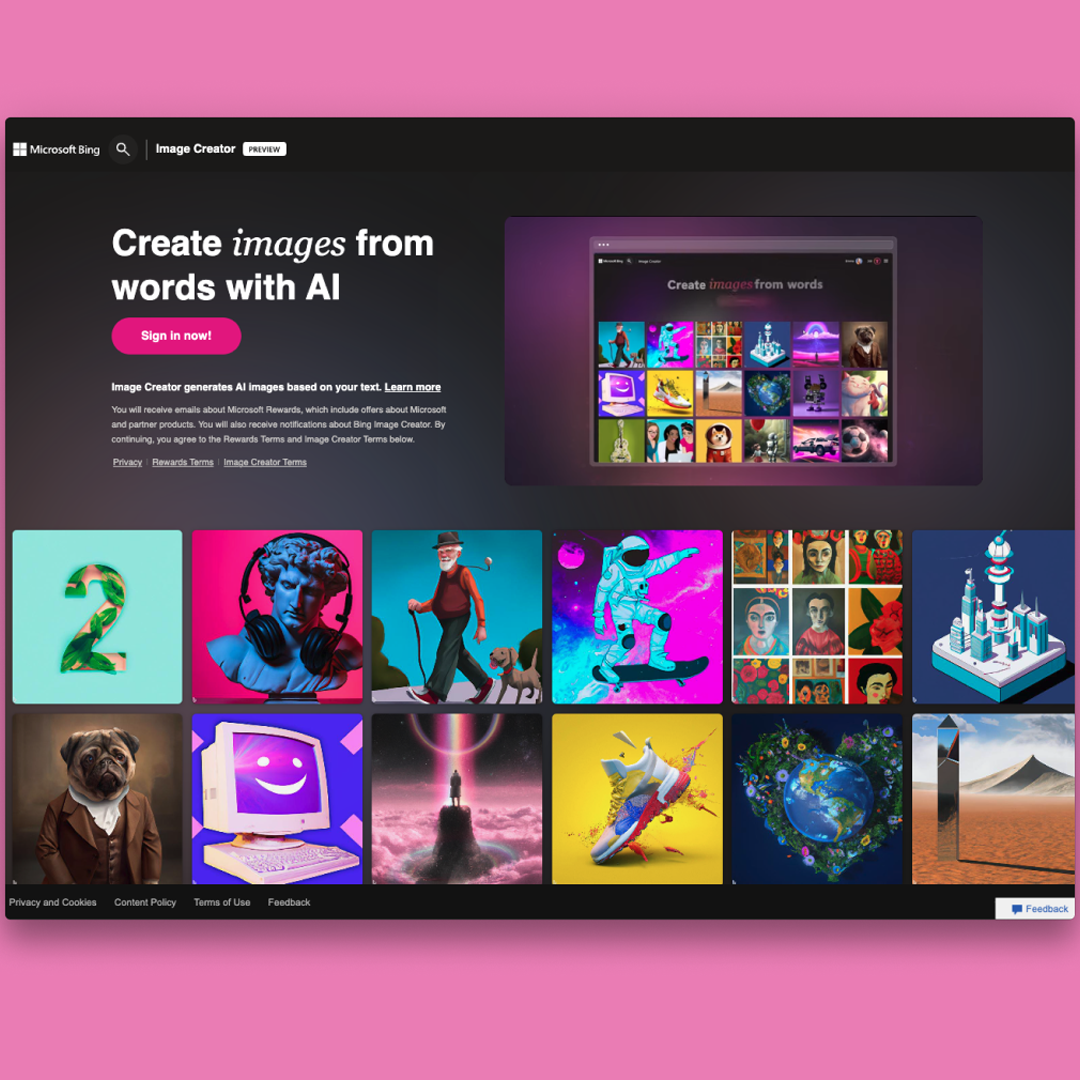 Microsoft Bing
Image Creator PREVIEW
Create images from
words with AI
Sign in now!
Image Creator generates AI images based on your text. Learn more
You will receive emails about Microsoft Rewards, which include offers about Microsoft
and partner products. You will also receive notifications about Bing Image Creator. By
continuing, you agree to the Rewards Terms and Image Creator Terms below.
Privacy | Rewards Terms | Image Creator Terms
Microsoft Bing Image Creator
Create images from words
2
Privacy and Cookies Content Policy Terms of Use Feedback
Feedback